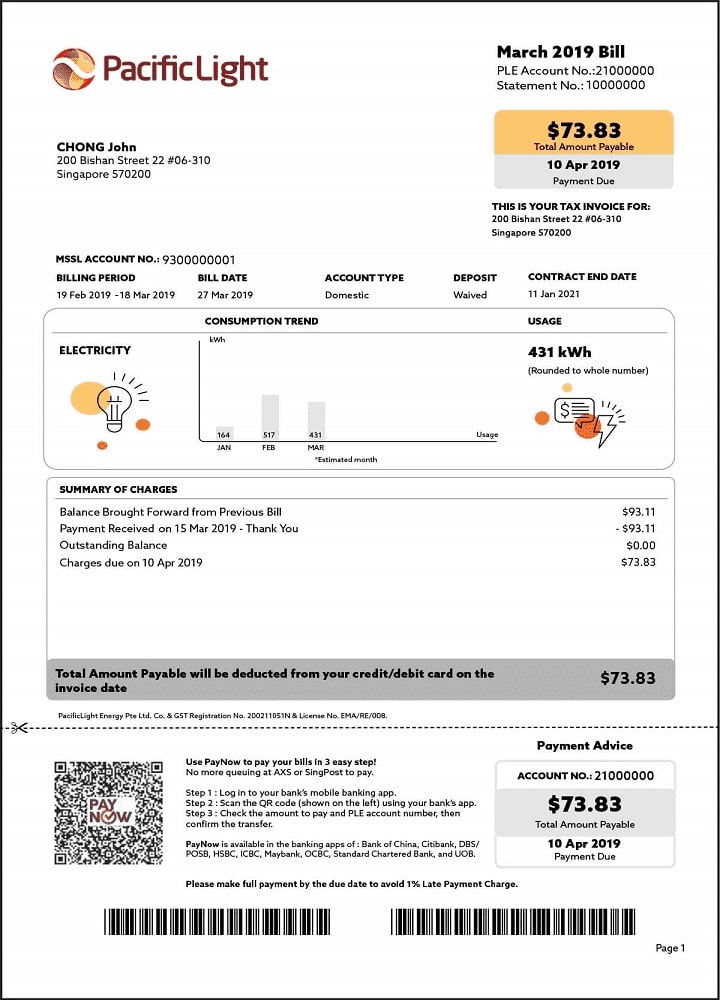 PacificLight
March 2019 Bill
PLE Account No.:21000000
Statement No.: 10000000
$73.83
Total Amount Payable
10 Apr 2019
Payment Due
CHONG John
200 Bishan Street 22 #06-310
Singapore 570200
THIS IS YOUR TAX INVOICE FOR:
200 Bishan Street 22 #06-310
Singapore 570200
MSSL ACCOUNT NO.: 9300000001
BILLING PERIOD BILL DATE ACCOUNT TYPE DEPOSIT CONTRACT END DATE
19 Feb 2019 -18 Mar 2019 27 Mar 2019 Domestic Waived 11 Jan 2021
CONSUMPTION TREND USAGE
ELECTRICITY
kWh
431 kWh
(Rounded to whole number)
$
164 517 431 Usage
JAN FEB MAR
*Estimated month
SUMMARY OF CHARGES
Balance Brought Forward from Previous Bill $93.11
Payment Received on 15 Mar 2019 - Thank You - $93.11
Outstanding Balance $0.00
Charges due on 10 Apr 2019 $73.83
Total Amount Payable will be deducted from your credit/debit card on the
invoice date
$73.83
PacificLight Energy Pte Ltd. Co. & GST Registration No. 200211051N & License No. EMA/RE/008.
Payment Advice
PAY
NOW
Use PayNow to pay your bills in 3 easy step!
No more queuing at AXS or SingPost to pay.
Step 1 : Log in to your bank's mobile banking app.
Step 2 : Scan the QR code (shown on the left) using your bank's app.
Step 3 : Check the amount to pay and PLE account number, then
confirm the transfer.
PayNow is available in the banking apps of : Bank of China, Citibank, DBS/
POSB, HSBC, ICBC, Maybank, OCBC, Standard Chartered Bank, and UOB.
ACCOUNT NO.: 21000000
$73.83
Total Amount Payable
10 Apr 2019
Payment Due
Please make full payment by the due date to avoid 1% Late Payment Charge.
Page 1